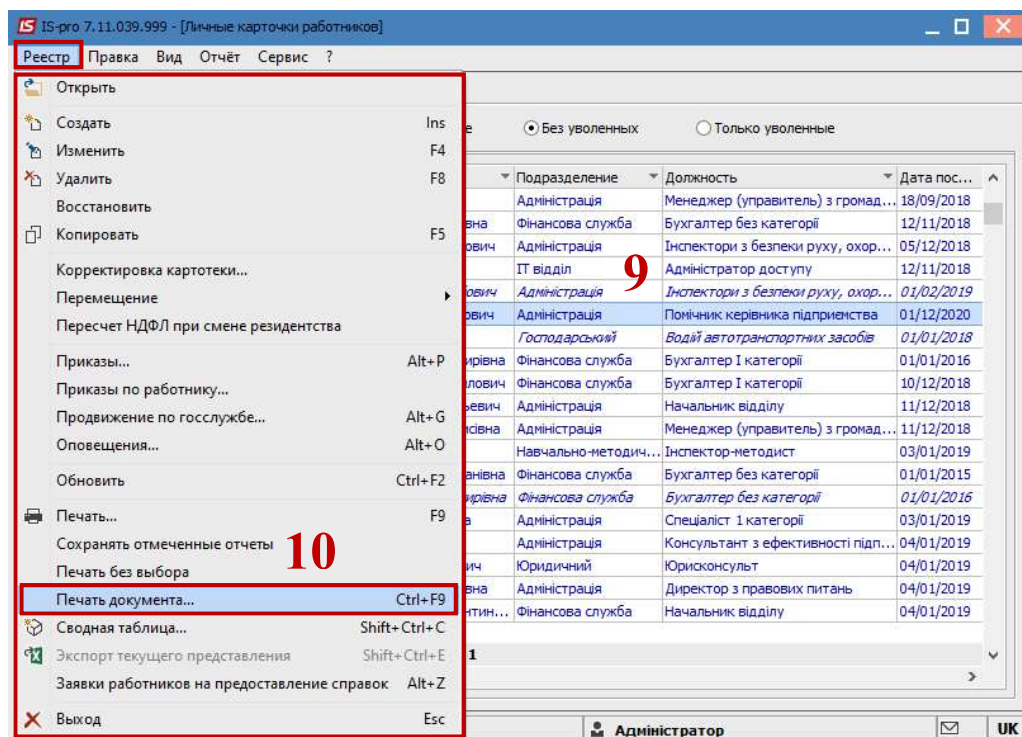 IS-pro 7.11.039.999 - [Личные карточки работников]
Реестр Правка Вид Отчёт Сервис ?
Открыть
Создать Ins
Изменить F4
Удалить F8
Восстановить
Копировать F5
Корректировка картотеки...
Перемещение
Пересчет НДФЛ при смене резидентства
Приказы... Alt+P
Приказы по работнику...
Продвижение по госслужбе... Alt+G
Оповещения... Alt+O
Обновить Ctrl+F2
Печать... F9
Сохранять отмеченные отчеты
Печать без выбора
Печать документа... Ctrl+F9
Сводная таблица... Shift+Ctrl+C
Экспорт текущего представления Shift+Ctrl+E
Заявки работников на предоставление справок Alt+Z
Выход Esc
10
Без уволенных Только уволенные
Подразделение Должность Дата пос...
Адміністрація Менеджер (управитель) з громад... 18/09/2018
вна Фінансова служба Бухгалтер без категорії 12/11/2018
ович Адміністрація Інспектори з безпеки руху, охор... 05/12/2018
ІТ відділ Адміністратор доступу 12/11/2018
9
ович Адміністрація Інспектори з безпеки руху, охор... 01/02/2019
ович Адміністрація Помічник керівника підприємства 01/12/2020
Господарський Водій автотранспортних засобів 01/01/2018
ирівна Фінансова служба Бухгалтер І категорії 01/01/2016
лович Фінансова служба Бухгалтер І категорії 10/12/2018
ьевич Адміністрація Начальник відділу 11/12/2018
сівна Адміністрація Менеджер (управитель) з громад... 11/12/2018
Навчально-методич... Інспектор-методист 03/01/2019
анівна Фінансова служба Бухгалтер без категорії 01/01/2015
ирівна Фінансова служба Бухгалтер без категорії 01/01/2016
а Адміністрація Спеціаліст 1 категорії 03/01/2019
Адміністрація Консультант з ефективності підп... 04/01/2019
ич Юридичний Юрисконсульт 04/01/2019
вна Адміністрація Директор з правових питань 04/01/2019
нтин... Фінансова служба Начальник відділу 04/01/2019
1
Адміністратор UK